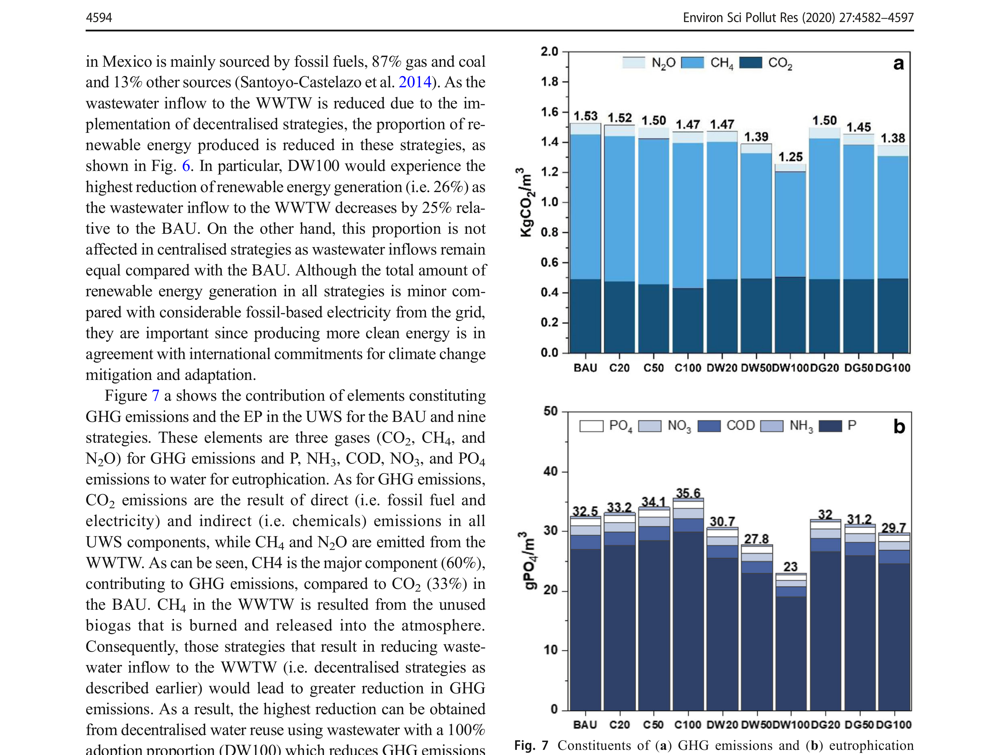 4594
Environ Sci Pollut Res (2020) 27:4582–4597
in Mexico is mainly sourced by fossil fuels, 87% gas and coal
and 13% other sources (Santoyo-Castelazo et al. 2014). As the
wastewater inflow to the WWTW is reduced due to the im-
plementation of decentralised strategies, the proportion of re-
newable energy produced is reduced in these strategies, as
shown in Fig. 6. In particular, DW100 would experience the
highest reduction of renewable energy generation (i.e. 26%) as
the wastewater inflow to the WWTW decreases by 25% rela-
tive to the BAU. On the other hand, this proportion is not
affected in centralised strategies as wastewater inflows remain
equal compared with the BAU. Although the total amount of
renewable energy generation in all strategies is minor com-
pared with considerable fossil-based electricity from the grid,
they are important since producing more clean energy is in
agreement with international commitments for climate change
mitigation and adaptation.
Figure 7 a shows the contribution of elements constituting
GHG emissions and the EP in the UWS for the BAU and nine
strategies. These elements are three gases (CO₂, CH₄, and
N₂O) for GHG emissions and P, NH₃, COD, NO₃, and PO₄
emissions to water for eutrophication. As for GHG emissions,
CO₂ emissions are the result of direct (i.e. fossil fuel and
electricity) and indirect (i.e. chemicals) emissions in all
UWS components, while CH₄ and N₂O are emitted from the
WWTW. As can be seen, CH4 is the major component (60%),
contributing to GHG emissions, compared to CO₂ (33%) in
the BAU. CH₄ in the WWTW is resulted from the unused
biogas that is burned and released into the atmosphere.
Consequently, those strategies that result in reducing waste-
water inflow to the WWTW (i.e. decentralised strategies as
described earlier) would lead to greater reduction in GHG
emissions. As a result, the highest reduction can be obtained
from decentralised water reuse using wastewater with a 100%
adoption proportion (DW100) which reduces GHG emissions
N₂O CH₄ CO₂ a
KgCO₂/m³
2.0
1.8
1.6
1.4
1.2
1.0
0.8
0.6
0.4
0.2
0.0
1.53 1.52 1.50 1.47 1.47 1.39 1.25 1.50 1.45 1.38
BAU C20 C50 C100 DW20 DW50 DW100 DG20 DG50 DG100
PO₄ NO₃ COD NH₃ P b
gPO₄/m³
50
40
30
20
10
0
32.5 33.2 34.1 35.6 30.7 27.8 23 32 31.2 29.7
BAU C20 C50 C100 DW20 DW50 DW100 DG20 DG50 DG100
Fig. 7 Constituents of (a) GHG emissions and (b) eutrophication